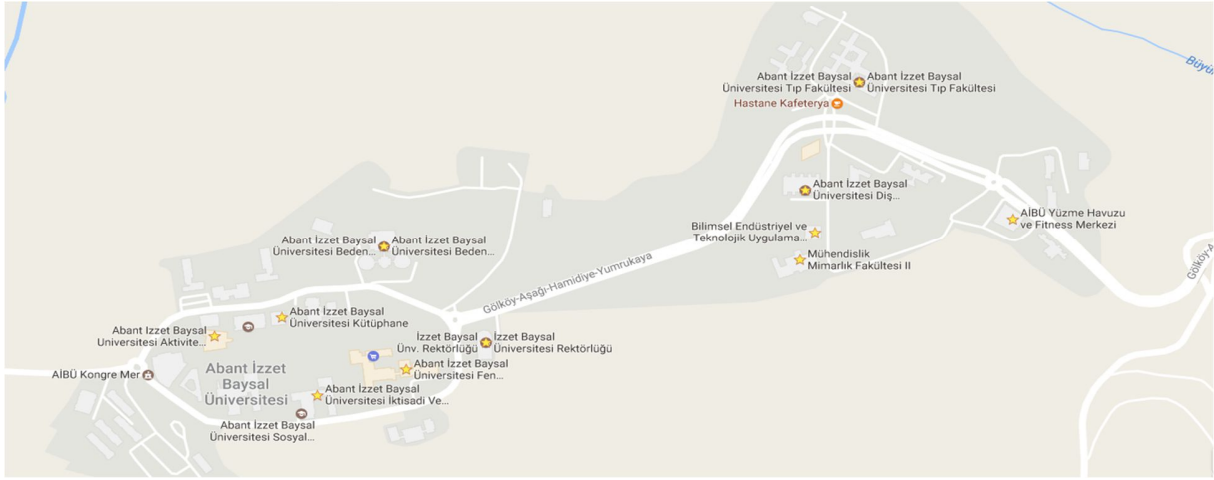 Büyü
Abant İzzet Baysal
Üniversitesi Tıp Fakültesi
Abant İzzet Baysal
Üniversitesi Tıp Fakültesi
Hastane Kafeterya
Abant İzzet Baysal
Üniversitesi Diş...
AİBÜ Yüzme Havuzu
ve Fitness Merkezi
Bilimsel Endüstriyel ve
Teknolojik Uygulama...
Mühendislik
Mimarlık Fakültesi II
Gölköy-A
Abant İzzet Baysal
Üniversitesi Beden...
Abant İzzet Baysal
Üniversitesi Beden...
Gölköy-Aşağı-Hamidiye-Yumrukaya
Abant İzzet Baysal
Üniversitesi Kütüphane
Abant Izzet Baysal
Universitesi Aktivite...
İzzet Baysal
Ünv. Rektörlüğü
İzzet Baysal
Üniversitesi Rektörlüğü
Abant İzzet Baysal
Üniversitesi Fen...
AİBÜ Kongre Mer
Abant İzzet
Baysal
Üniversitesi
Abant İzzet Baysal
Üniversitesi İktisadi Ve...
Abant İzzet Baysal
Üniversitesi Sosyal...